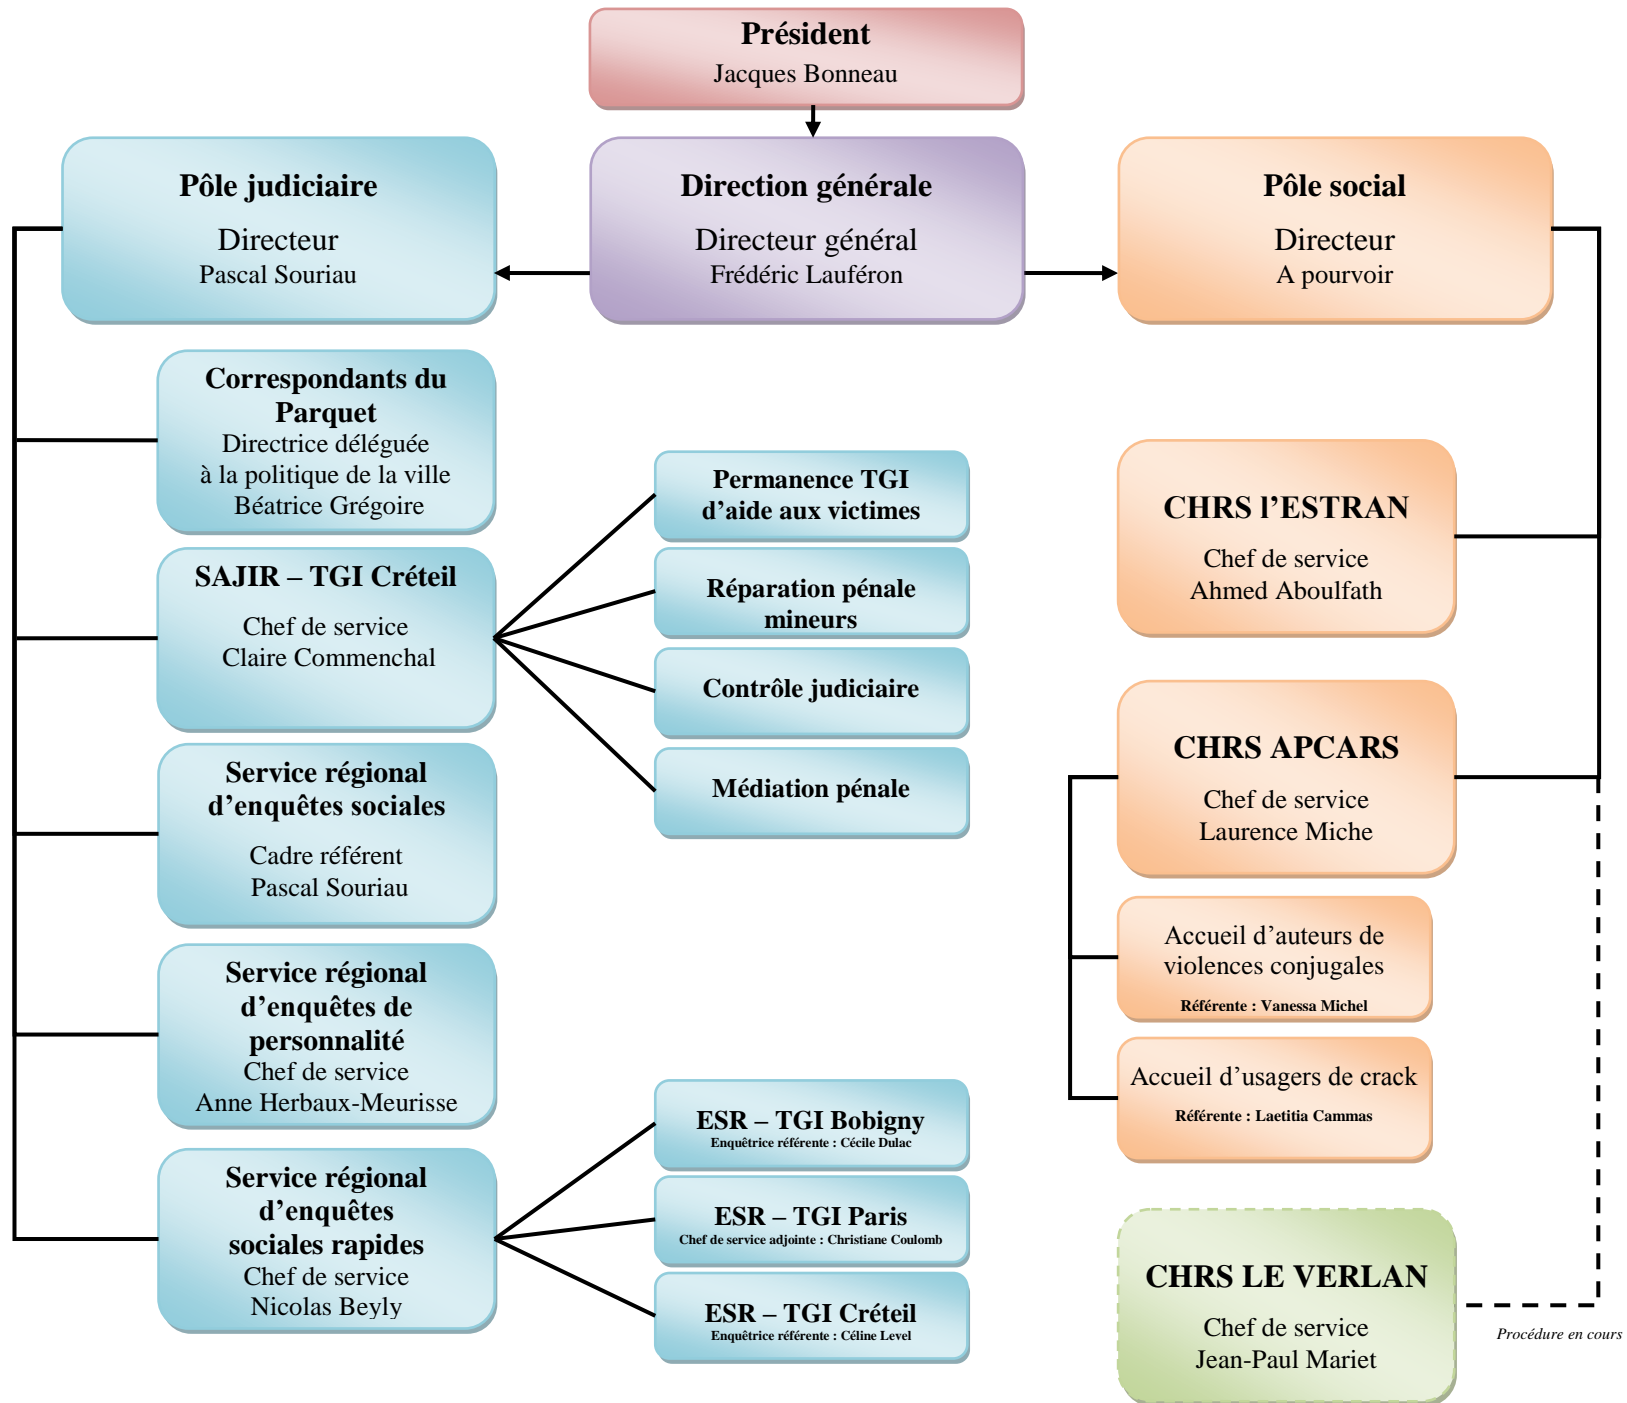 Président
Jacques Bonneau
Pôle judiciaire
Directeur
Pascal Souriau
Direction générale
Directeur général
Frédéric Lauféron
Pôle social
Directeur
A pourvoir
Correspondants du
Parquet
Directrice déléguée
à la politique de la ville
Béatrice Grégoire
SAJIR – TGI Créteil
Chef de service
Claire Commenchal
Permanence TGI
d’aide aux victimes
Réparation pénale
mineurs
Contrôle judiciaire
Médiation pénale
Service régional
d’enquêtes sociales
Cadre référent
Pascal Souriau
Service régional
d’enquêtes de
personnalité
Chef de service
Anne Herbaux-Meurisse
Service régional
d’enquêtes
sociales rapides
Chef de service
Nicolas Beyly
ESR – TGI Bobigny
Enquêtrice référente : Cécile Dulac
ESR – TGI Paris
Chef de service adjointe : Christiane Coulomb
ESR – TGI Créteil
Enquêtrice référente : Céline Level
CHRS l’ESTRAN
Chef de service
Ahmed Aboulfath
CHRS APCARS
Chef de service
Laurence Miche
Accueil d’auteurs de
violences conjugales
Référente : Vanessa Michel
Accueil d’usagers de crack
Référente : Laetitia Cammas
CHRS LE VERLAN
Chef de service
Jean-Paul Mariet
Procédure en cours